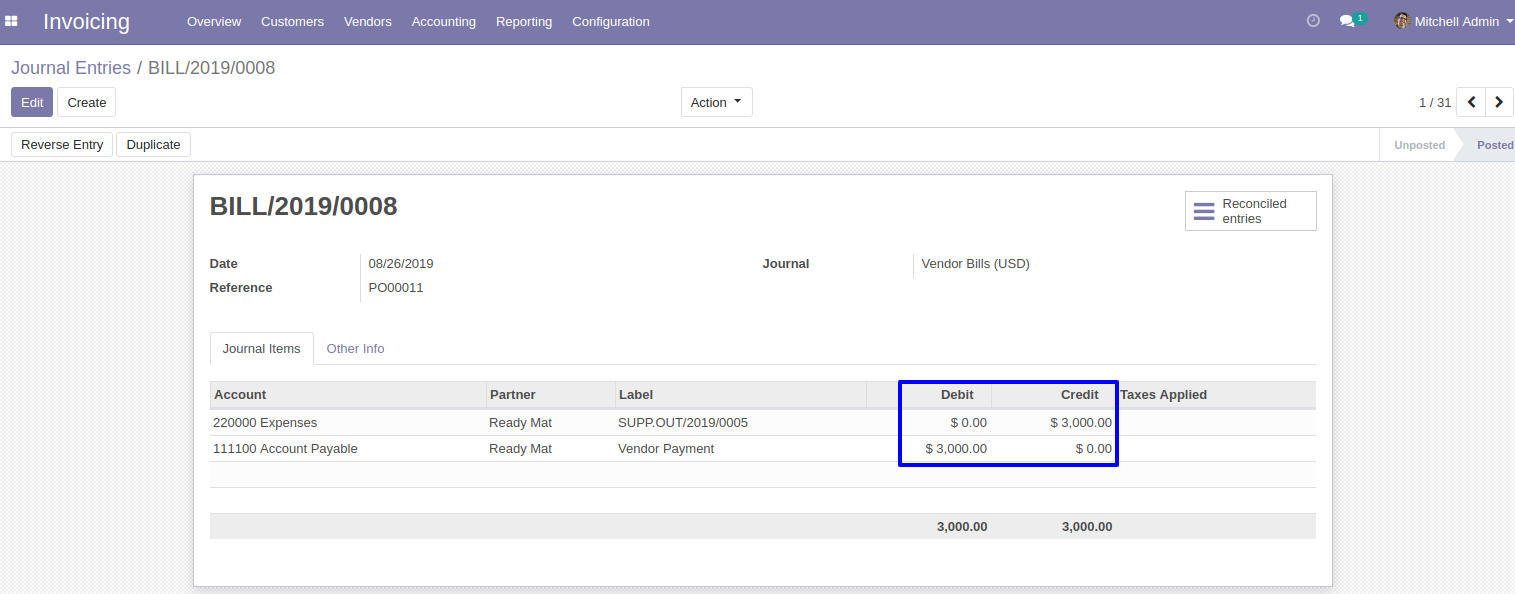 Invoicing Overview Customers Vendors Accounting Reporting Configuration 1 Mitchell Admin
Journal Entries / BILL/2019/0008
Edit Create Action 1 / 31
Reverse Entry Duplicate Unposted Posted
BILL/2019/0008
Reconciled
entries
Date 08/26/2019 Journal Vendor Bills (USD)
Reference PO00011
Journal Items Other Info
Account Partner Label Debit Credit Taxes Applied
220000 Expenses Ready Mat SUPP.OUT/2019/0005 $ 0.00 $ 3,000.00
111100 Account Payable Ready Mat Vendor Payment $ 3,000.00 $ 0.00
3,000.00 3,000.00